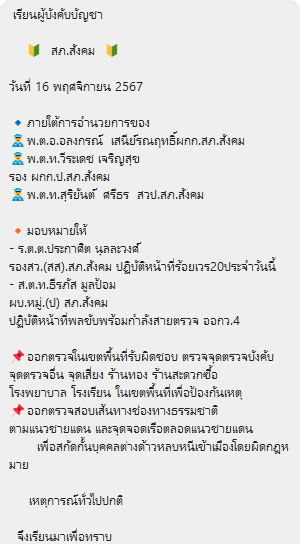 เรียนผู้บังคับบัญชา
🔰 สภ.สังคม 🔰
วันที่ 16 พฤศจิกายน 2567
🔹ภายใต้การอำนวยการของ
👮พ.ต.อ.อลงกรณ์ เสนีย์รณฤทธิ์ผกก.สภ.สังคม
👮พ.ต.ท.วีระเดช เจริญสุข
รอง ผกก.ป.สภ.สังคม
👮พ.ต.ท.สุริยันต์ ศรีธร สวป.สภ.สังคม
🔸มอบหมายให้
- ร.ต.ต.ประกาศิต นุลละวงศ์
รองสว.(สส).สภ.สังคม ปฏิบัติหน้าที่ร้อยเวร20ประจำวันนี้
- ส.ต.ท.ธีรภัส มูลป้อม
ผบ.หมู่.(ป) สภ.สังคม
ปฏิบัติหน้าที่พลขับพร้อมกำลังสายตรวจ ออกว.4
📌ออกตรวจในเขตพื้นที่รับผิดชอบ ตรวจจุดตรวจบังคับ
จุดตรวจอื่น จุดเสี่ยง ร้านทอง ร้านสะดวกซื้อ
โรงพยาบาล โรงเรียน ในเขตพื้นที่เพื่อป้องกันเหตุ
📌ออกตรวจสอบเส้นทางช่องทางธรรมชาติ
ตามแนวชายแดน และจุดจอดเรือตลอดแนวชายแดน
เพื่อสกัดกั้นบุคคลต่างด้าวหลบหนีเข้าเมืองโดยผิดกฎห
มาย
เหตุการณ์ทั่วไปปกติ
จึงเรียนมาเพื่อทราบ